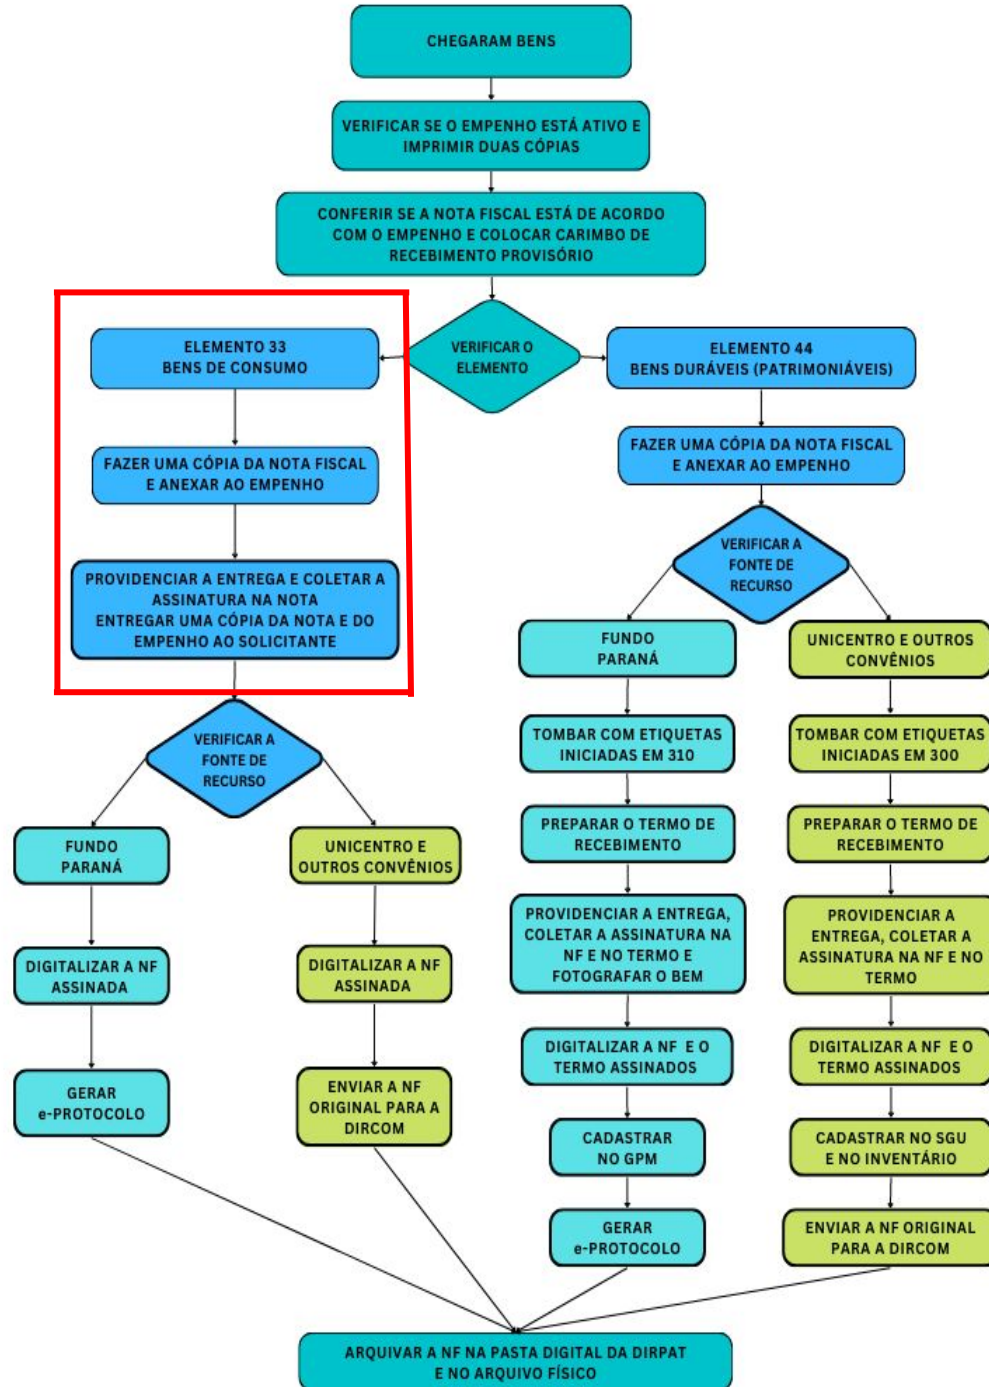 CHEGARAM BENS
VERIFICAR SE O EMPENHO ESTÁ ATIVO E
IMPRIMIR DUAS CÓPIAS
CONFERIR SE A NOTA FISCAL ESTÁ DE ACORDO
COM O EMPENHO E COLOCAR CARIMBO DE
RECEBIMENTO PROVISÓRIO
VERIFICAR O
ELEMENTO
ELEMENTO 33
BENS DE CONSUMO
FAZER UMA CÓPIA DA NOTA FISCAL
E ANEXAR AO EMPENHO
PROVIDENCIAR A ENTREGA E COLETAR A
ASSINATURA NA NOTA
ENTREGAR UMA CÓPIA DA NOTA E DO
EMPENHO AO SOLICITANTE
VERIFICAR A
FONTE DE
RECURSO
FUNDO
PARANÁ
DIGITALIZAR A NF
ASSINADA
GERAR
e-PROTOCOLO
UNICENTRO E
OUTROS CONVÊNIOS
DIGITALIZAR A NF
ASSINADA
ENVIAR A NF
ORIGINAL PARA A
DIRCOM
ELEMENTO 44
BENS DURÁVEIS (PATRIMONIÁVEIS)
FAZER UMA CÓPIA DA NOTA FISCAL
E ANEXAR AO EMPENHO
VERIFICAR A
FONTE DE
RECURSO
FUNDO
PARANÁ
TOMBAR COM ETIQUETAS
INICIADAS EM 310
PREPARAR O TERMO DE
RECEBIMENTO
PROVIDENCIAR A ENTREGA,
COLETAR A ASSINATURA NA
NF E NO TERMO E
FOTOGRAFAR O BEM
DIGITALIZAR A NF E O
TERMO ASSINADOS
CADASTRAR
NO GPM
GERAR
e-PROTOCOLO
UNICENTRO E OUTROS
CONVÊNIOS
TOMBAR COM ETIQUETAS
INICIADAS EM 300
PREPARAR O TERMO DE
RECEBIMENTO
PROVIDENCIAR A
ENTREGA, COLETAR A
ASSINATURA NA NF E NO
TERMO
DIGITALIZAR A NF E O
TERMO ASSINADOS
CADASTRAR NO SGU
E NO INVENTÁRIO
ENVIAR A NF ORIGINAL
PARA A DIRCOM
ARQUIVAR A NF NA PASTA DIGITAL DA DIRPAT
E NO ARQUIVO FÍSICO